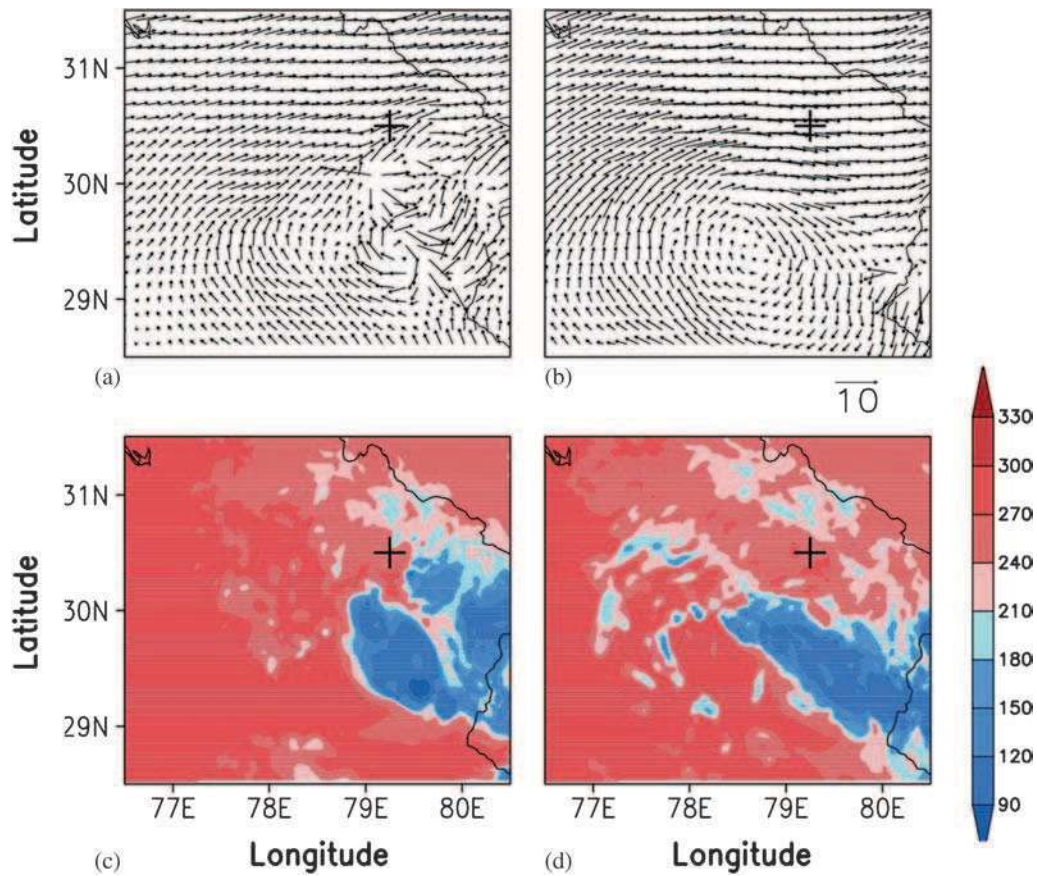 Latitude
31N
30N
29N
(a)
(b)
10
Latitude
31N
30N
29N
77E 78E 79E 80E
77E 78E 79E 80E
(c)
Longitude
(d)
Longitude
330
300
270
240
210
180
150
120
90